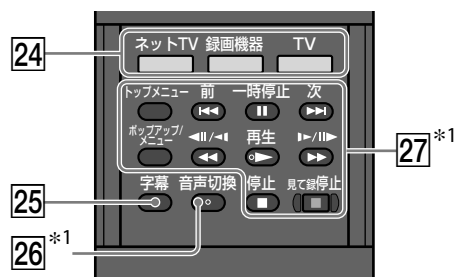 24
ネットTV 録画機器 TV
トップメニュー 前 一時停止 次
ポップアップ/
メニュー
再生
27 *1
字幕 音声切換 停止 見て録停止
25
26 *1